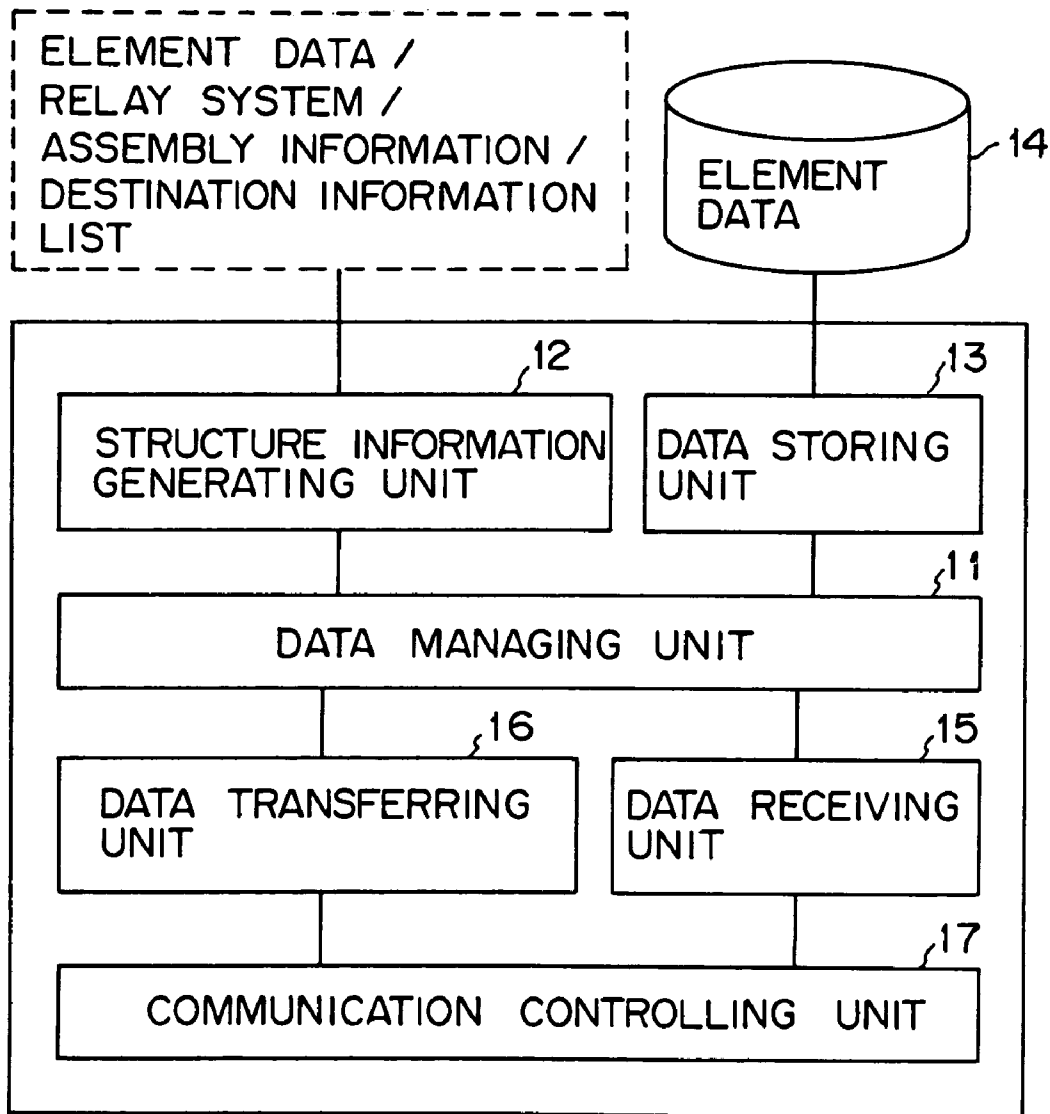 ELEMENT DATA /
RELAY SYSTEM /
ASSEMBLY INFORMATION /
DESTINATION INFORMATION
LIST
ELEMENT
DATA
14
12
STRUCTURE INFORMATION
GENERATING UNIT
13
DATA STORING
UNIT
11
DATA MANAGING UNIT
16
DATA TRANSFERRING
UNIT
15
DATA RECEIVING
UNIT
17
COMMUNICATION CONTROLLING UNIT